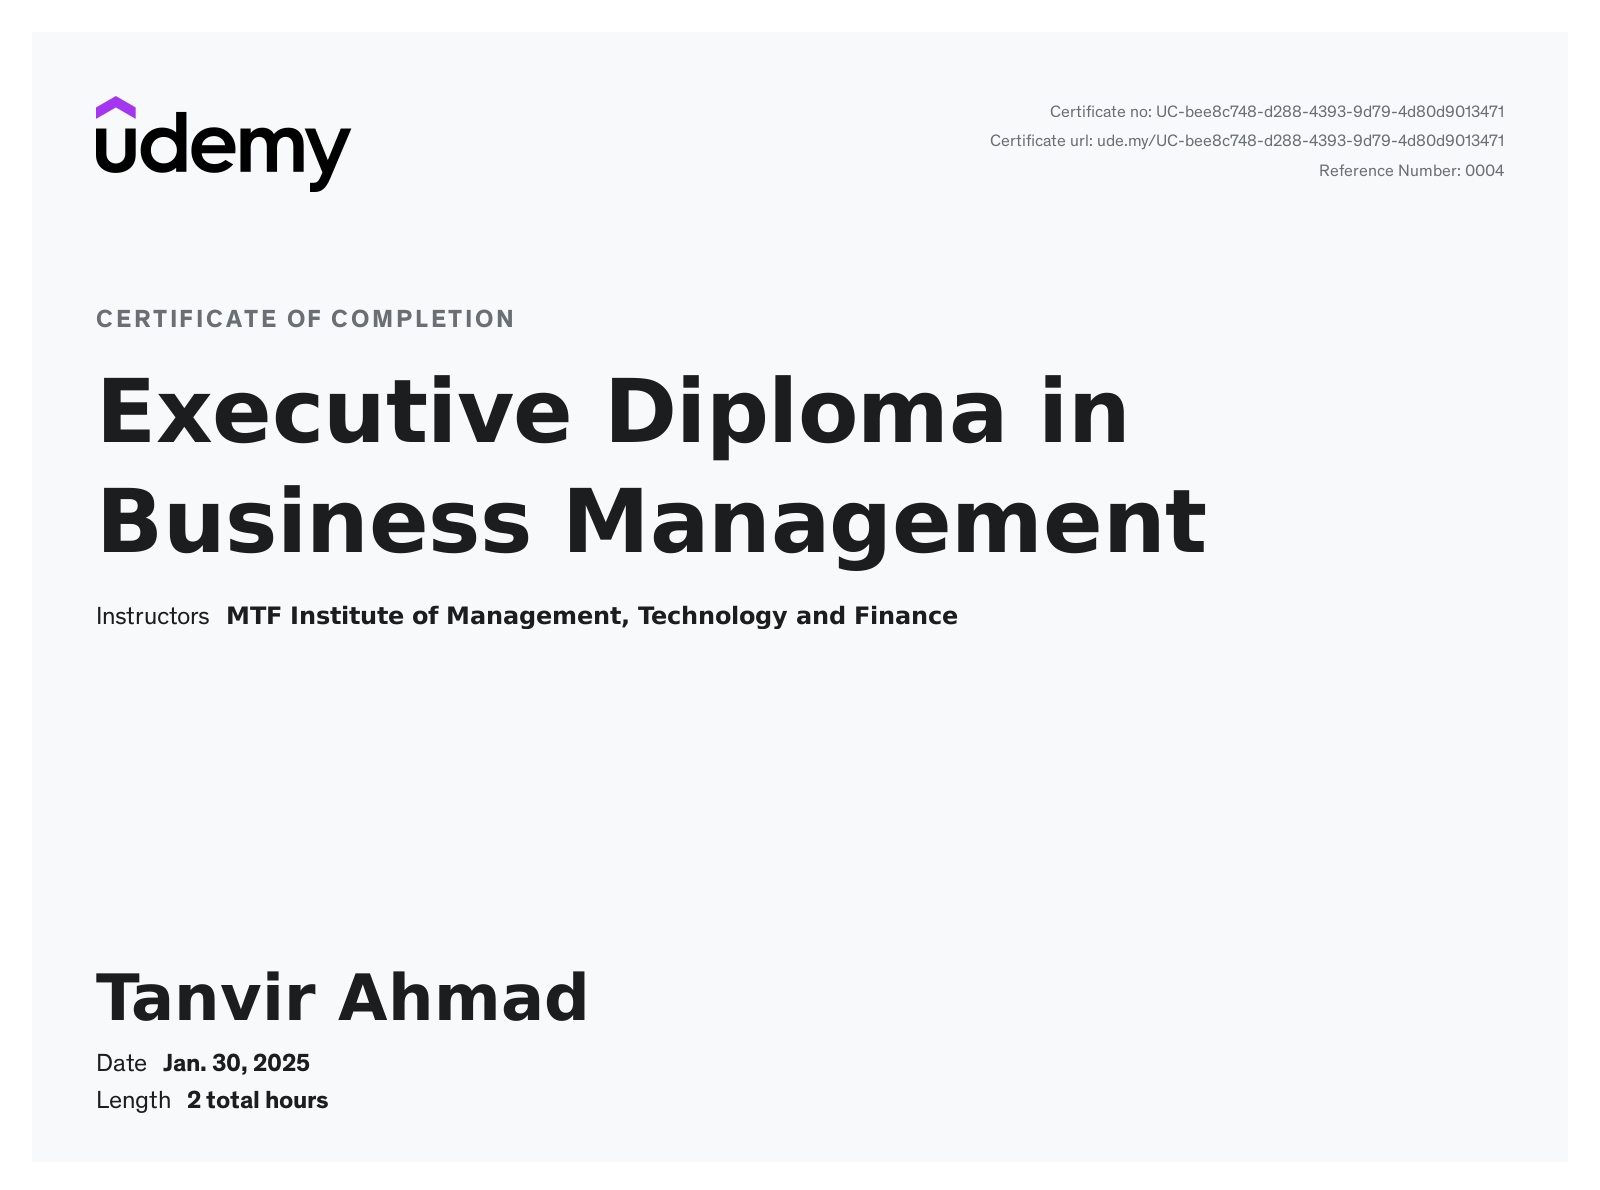 udemy
Certificate no: UC-bee8c748-d288-4393-9d79-4d80d9013471
Certificate url: ude.my/UC-bee8c748-d288-4393-9d79-4d80d9013471
Reference Number: 0004
CERTIFICATE OF COMPLETION
Executive Diploma in
Business Management
Instructors MTF Institute of Management, Technology and Finance
Tanvir Ahmad
Date Jan. 30, 2025
Length 2 total hours